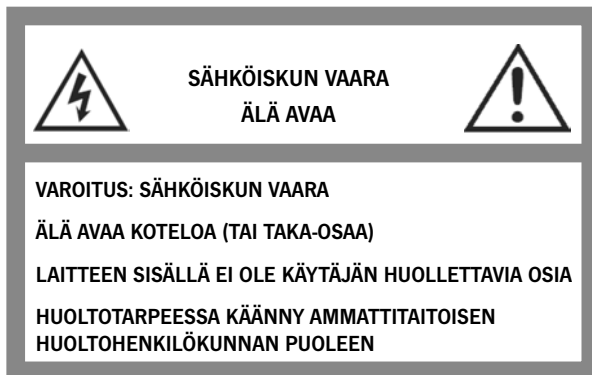 SÄHKÖISKUN VAARA
ÄLÄ AVAA
VAROITUS: SÄHKÖISKUN VAARA
ÄLÄ AVAA KOTELOA (TAI TAKA-OSAA)
LAITTEEN SISÄLLÄ EI OLE KÄYTÄJÄN HUOLLETTAVIA OSIA
HUOLTOTARPEESSA KÄÄNNY AMMATTITAITOISEN
HUOLTOHENKILÖKUNNAN PUOLEEN